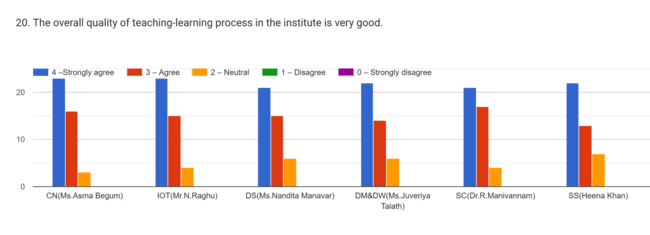 20. The overall quality of teaching-learning process in the institute is very good.
4 –Strongly agree 3 – Agree 2 – Neutral 1 – Disagree 0 – Strongly disagree
20
10
0
CN(Ms.Asma Begum) IOT(Mr.N.Raghu) DS(Ms.Nandita Manavar) DM&DW(Ms.Juveriya SC(Dr.R.Manivannam) SS(Heena Khan)
Talath)